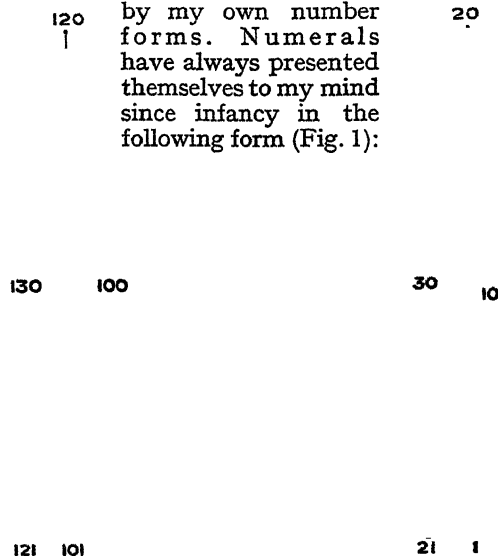 120
by my own number
20
forms. Numerals
have always presented
themselves to my mind
since infancy in the
following form (Fig. 1):
130 100 30 10
121 101 21 1